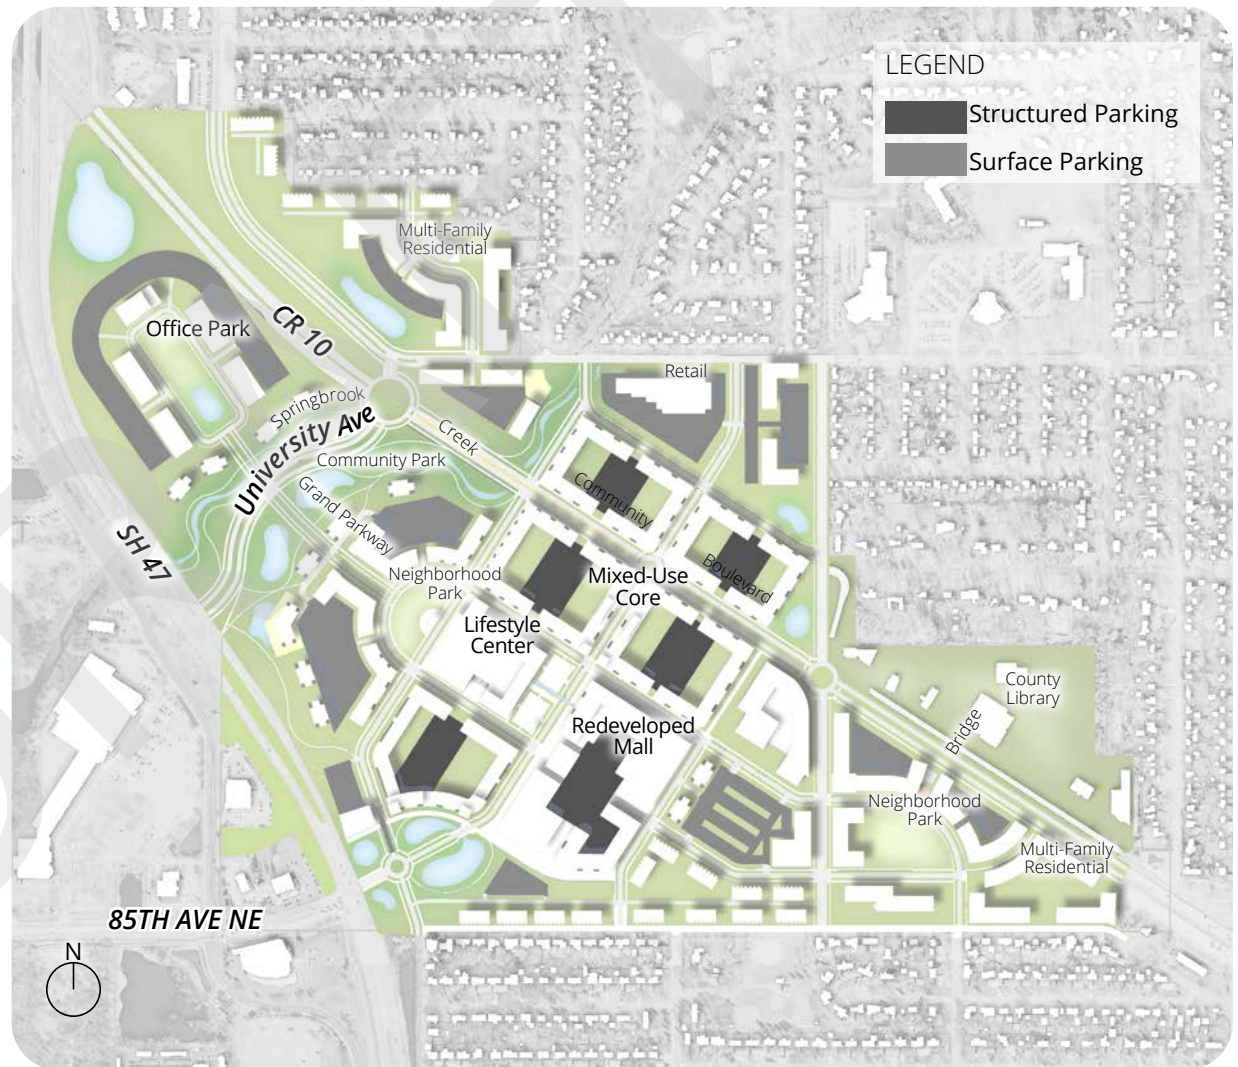 LEGEND
Structured Parking
Surface Parking
Multi-Family
Residential
Office Park
CR 10
Retail
Springbrook
University Ave
Creek
Community Park
Grand Parkway
Community
SH 47
Boulevard
Neighborhood
Park
Mixed-Use
Core
Lifestyle
Center
County
Library
Bridge
Redeveloped
Mall
Neighborhood
Park
Multi-Family
Residential
85TH AVE NE
N